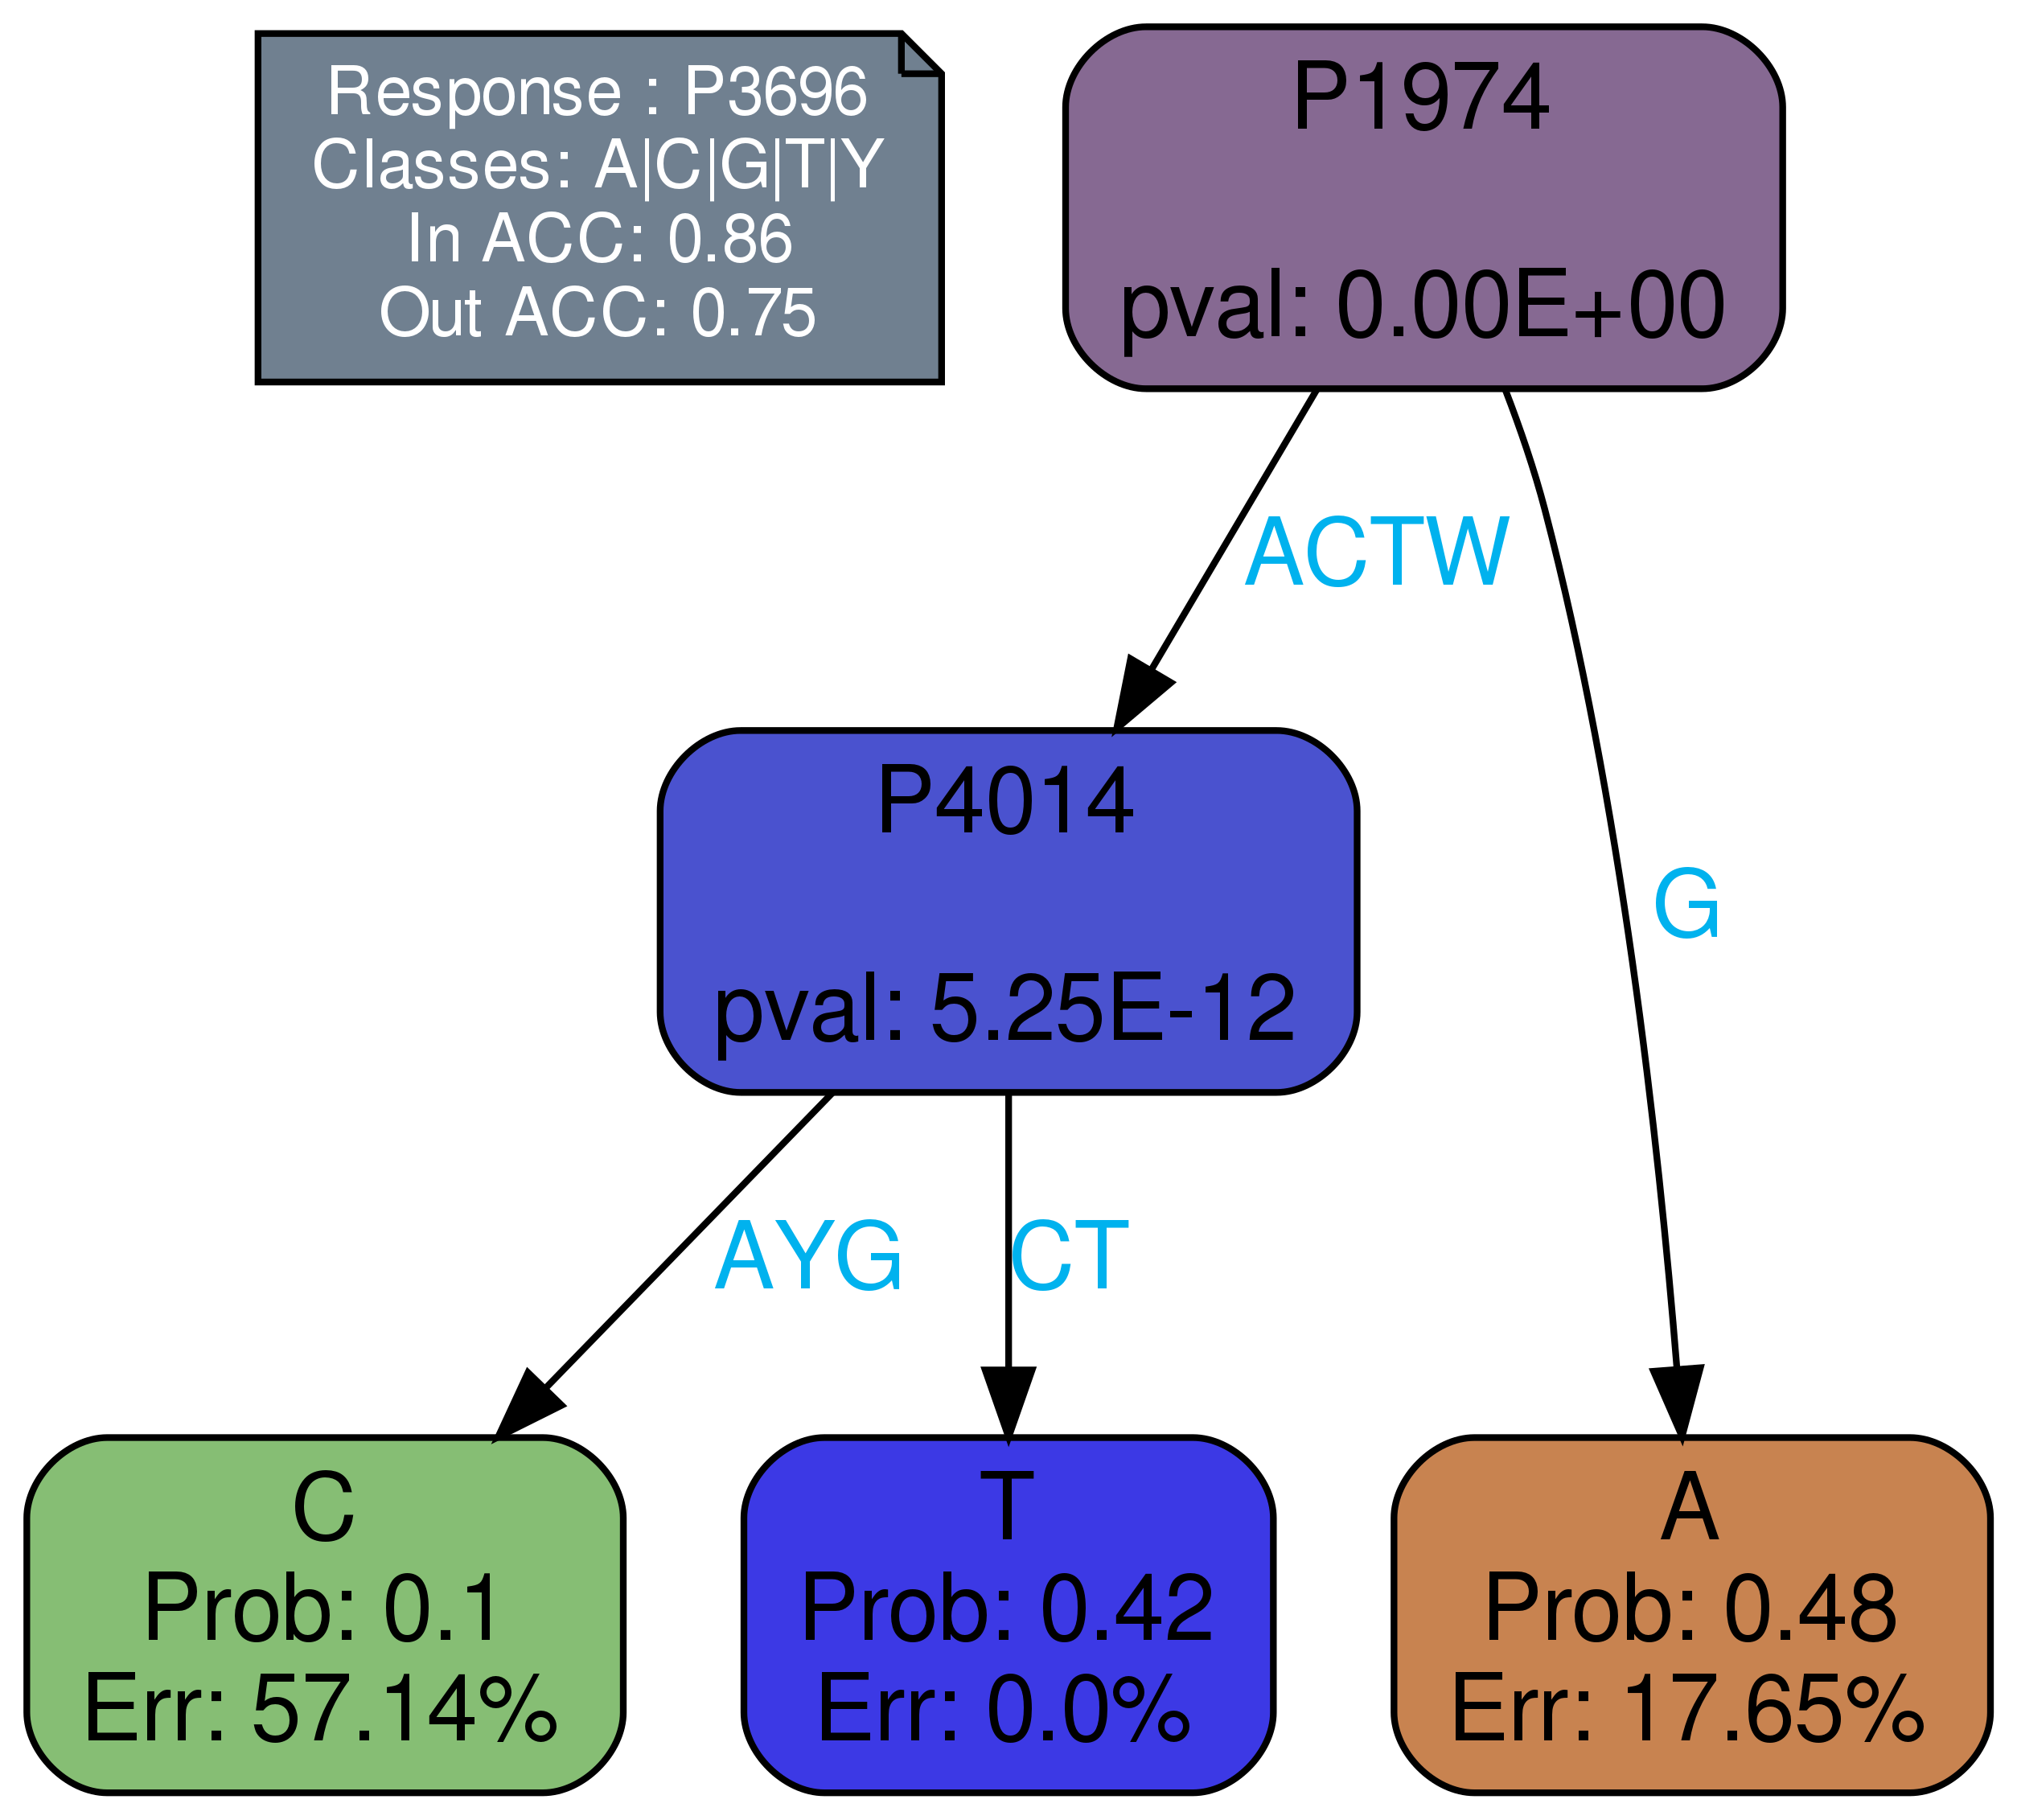 Response : P3696
Classes: A|C|G|T|Y
In ACC: 0.86
Out ACC: 0.75
P1974
pval: 0.00E+00
ACTW
P4014
pval: 5.25E-12
G
AYG
CT
C
Prob: 0.1
Err: 57.14%
T
Prob: 0.42
Err: 0.0%
A
Prob: 0.48
Err: 17.65%